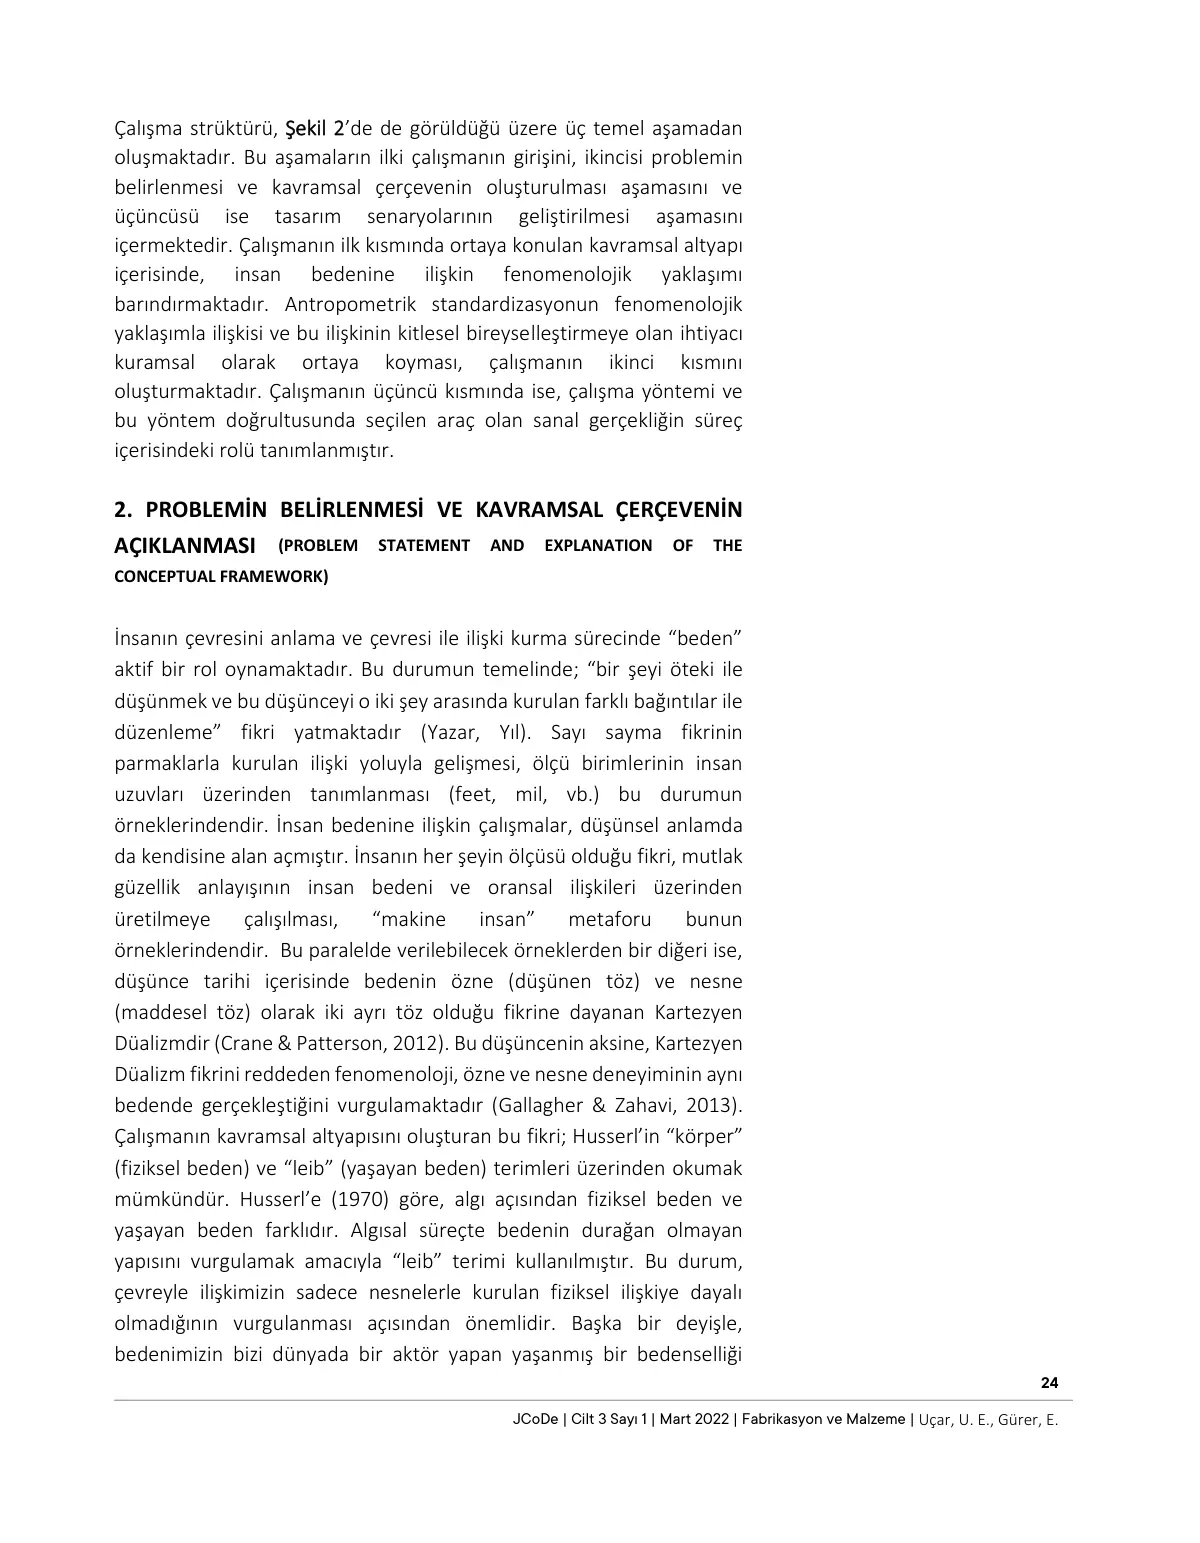 Çalışma strüktürü, Şekil 2’de de görüldüğü üzere üç temel aşamadan
oluşmaktadır. Bu aşamaların ilki çalışmanın girişini, ikincisi problemin
belirlenmesi ve kavramsal çerçevenin oluşturulması aşamasını ve
üçüncüsü ise tasarım senaryolarının geliştirilmesi aşamasını
içermektedir. Çalışmanın ilk kısmında ortaya konulan kavramsal altyapı
içerisinde, insan bedenine ilişkin fenomenolojik yaklaşımı
barındırmaktadır. Antropometrik standardizasyonun fenomenolojik
yaklaşımla ilişkisi ve bu ilişkinin kitlesel bireyselleştirmeye olan ihtiyacı
kuramsal olarak ortaya koyması, çalışmanın ikinci kısmını
oluşturmaktadır. Çalışmanın üçüncü kısmında ise, çalışma yöntemi ve
bu yöntem doğrultusunda seçilen araç olan sanal gerçekliğin süreç
içerisindeki rolü tanımlanmıştır.
2. PROBLEMİN BELİRLENMESİ VE KAVRAMSAL ÇERÇEVENİN
AÇIKLANMASI (PROBLEM STATEMENT AND EXPLANATION OF THE
CONCEPTUAL FRAMEWORK)
İnsanın çevresini anlama ve çevresi ile ilişki kurma sürecinde “beden”
aktif bir rol oynamaktadır. Bu durumun temelinde; “bir şeyi öteki ile
düşünmek ve bu düşünceyi o iki şey arasında kurulan farklı bağıntılar ile
düzenleme” fikri yatmaktadır (Yazar, Yıl). Sayı sayma fikrinin
parmaklarla kurulan ilişki yoluyla gelişmesi, ölçü birimlerinin insan
uzuvları üzerinden tanımlanması (feet, mil, vb.) bu durumun
örneklerindendir. İnsan bedenine ilişkin çalışmalar, düşünsel anlamda
da kendisine alan açmıştır. İnsanın her şeyin ölçüsü olduğu fikri, mutlak
güzellik anlayışının insan bedeni ve oransal ilişkileri üzerinden
üretilmeye çalışılması, “makine insan” metaforu bunun
örneklerindendir. Bu paralelde verilebilecek örneklerden bir diğeri ise,
düşünce tarihi içerisinde bedenin özne (düşünen töz) ve nesne
(maddesel töz) olarak iki ayrı töz olduğu fikrine dayanan Kartezyen
Düalizmdir (Crane & Patterson, 2012). Bu düşüncenin aksine, Kartezyen
Düalizm fikrini reddeden fenomenoloji, özne ve nesne deneyiminin aynı
bedende gerçekleştiğini vurgulamaktadır (Gallagher & Zahavi, 2013).
Çalışmanın kavramsal altyapısını oluşturan bu fikri; Husserl’in “körper”
(fiziksel beden) ve “leib” (yaşayan beden) terimleri üzerinden okumak
mümkündür. Husserl’e (1970) göre, algı açısından fiziksel beden ve
yaşayan beden farklıdır. Algısal süreçte bedenin durağan olmayan
yapısını vurgulamak amacıyla “leib” terimi kullanılmıştır. Bu durum,
çevreyle ilişkimizin sadece nesnelerle kurulan fiziksel ilişkiye dayalı
olmadığının vurgulanması açısından önemlidir. Başka bir deyişle,
bedenimizin bizi dünyada bir aktör yapan yaşanmış bir bedenselliği
24
JCoDe | Cilt 3 Sayı 1 | Mart 2022 | Fabrikasyon ve Malzeme | Uçar, U. E., Gürer, E.